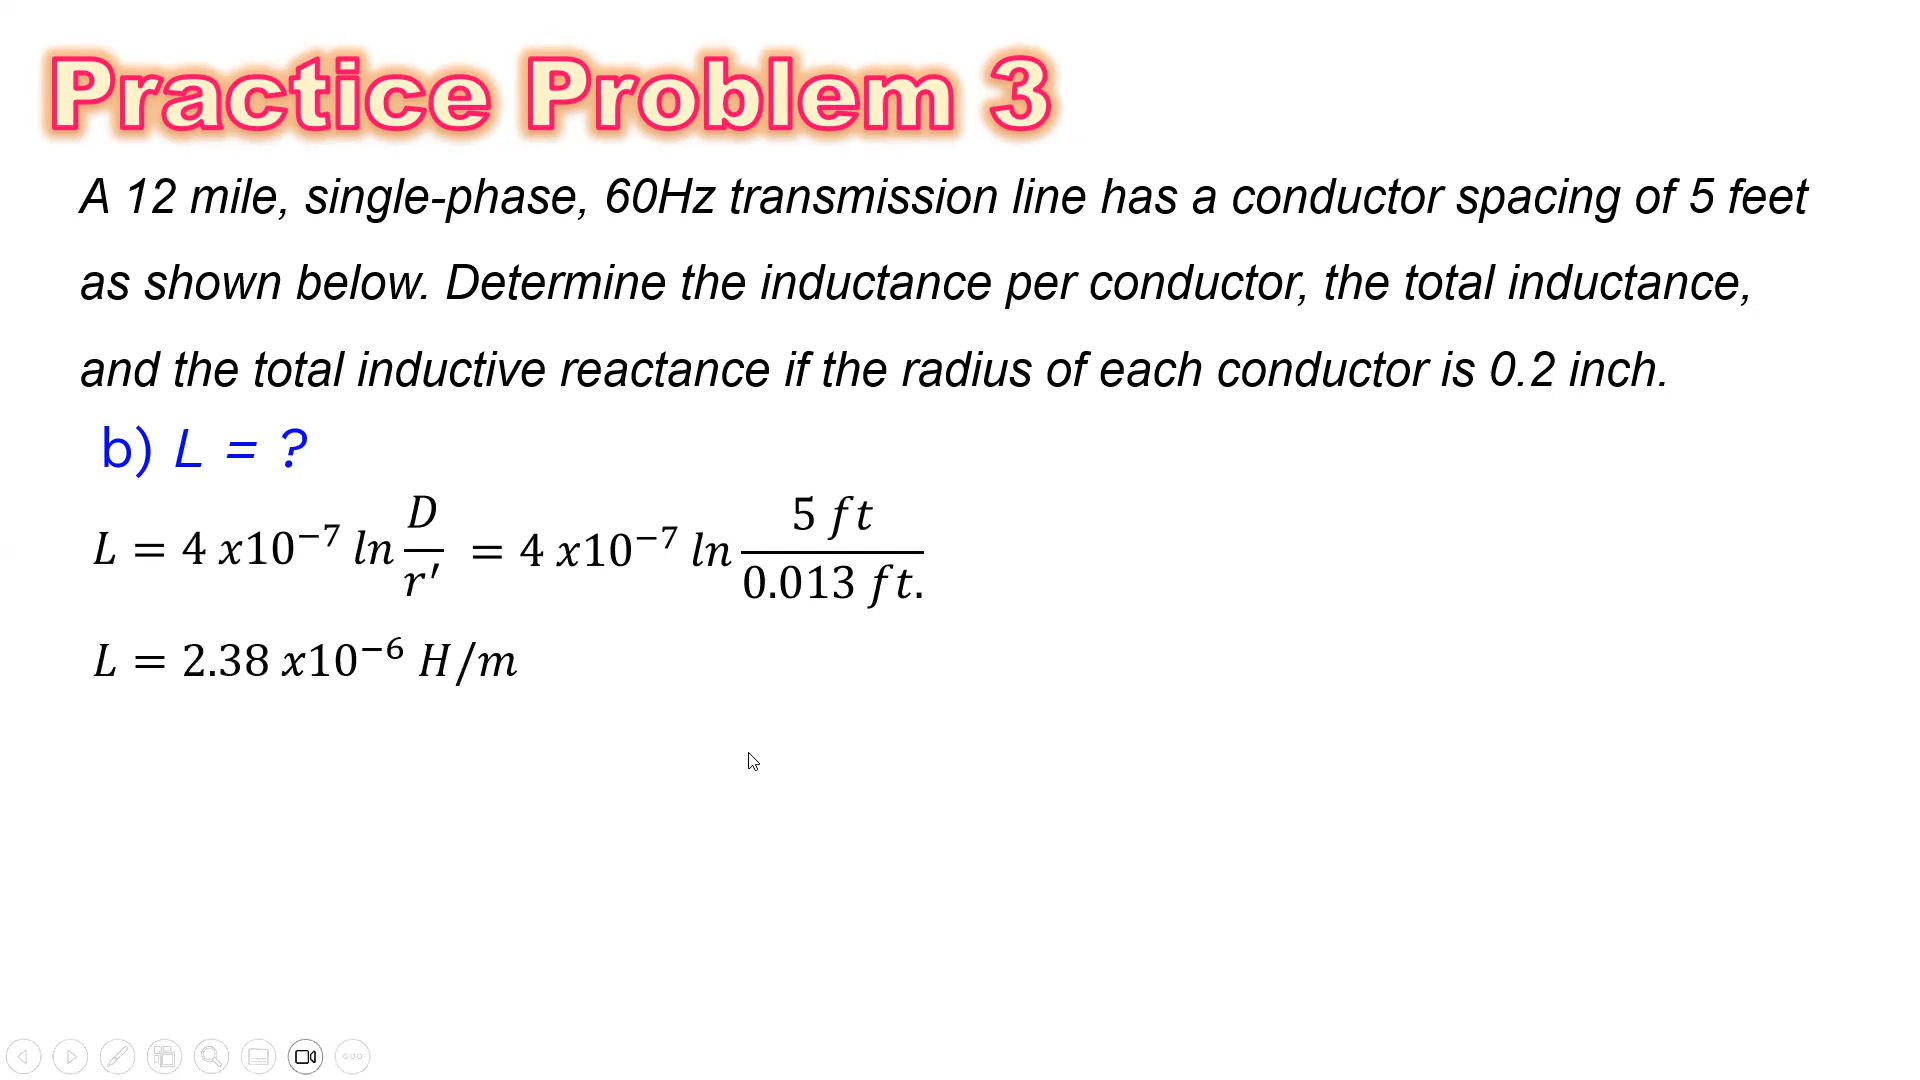 Practice Problem 3
A 12 mile, single-phase, 60Hz transmission line has a conductor spacing of 5 feet
as shown below. Determine the inductance per conductor, the total inductance,
and the total inductive reactance if the radius of each conductor is 0.2 inch.
b) L = ?
L = 4 x10⁻⁷ ln D/r′ = 4 x10⁻⁷ ln 5 ft/0.013 ft.
L = 2.38 x10⁻⁶ H/m